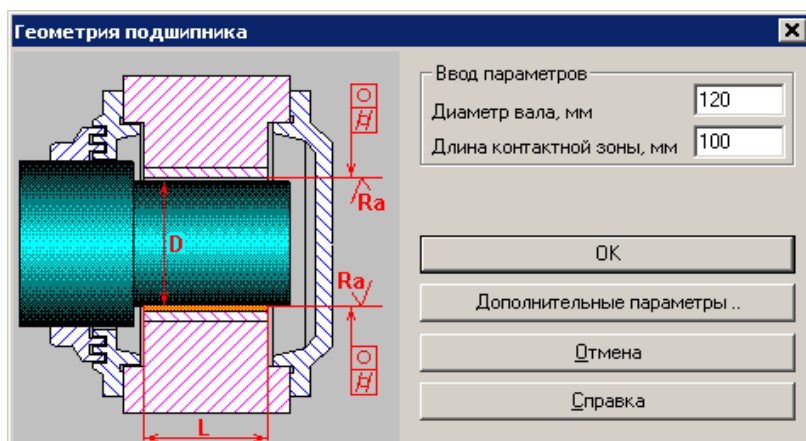 Геометрия подшипника
Ввод параметров
Диаметр вала, мм
120
Длина контактной зоны, мм
100
Ra
D
Ra
L
OK
Дополнительные параметры ..
Отмена
Справка